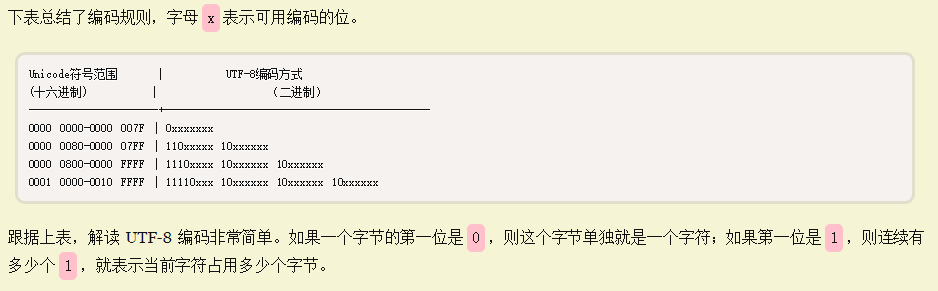 下表总结了编码规则，字母 x 表示可用编码的位。
Unicode符号范围 | UTF-8编码方式
(十六进制) | （二进制）
----------------------+---------------------------------------------
0000 0000-0000 007F | 0xxxxxxx
0000 0080-0000 07FF | 110xxxxx 10xxxxxx
0000 0800-0000 FFFF | 1110xxxx 10xxxxxx 10xxxxxx
0001 0000-0010 FFFF | 11110xxx 10xxxxxx 10xxxxxx 10xxxxxx
跟据上表，解读 UTF-8 编码非常简单。如果一个字节的第一位是 0 ，则这个字节单独就是一个字符；如果第一位是 1 ，则连续有
多少个 1 ，就表示当前字符占用多少个字节。